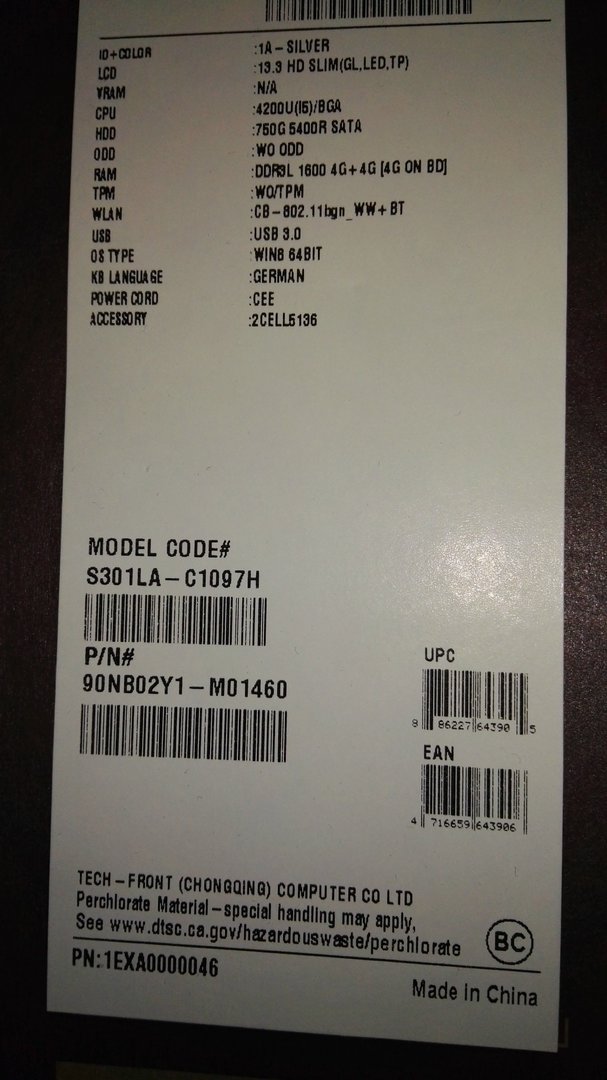 ID+COLOR :1A-SILVER
LCD :13.3 HD SLIM(GL,LED,TP)
VRAM :N/A
CPU :4200U(I5)/BGA
HDD :750G 5400R SATA
ODD :WO ODD
RAM :DDR3L 1600 4G+4G [4G ON BD]
TPM :WO/TPM
WLAN :CB-802.11bgn_WW+BT
USB :USB 3.0
OS TYPE :WIN8 64BIT
KB LANGUAGE :GERMAN
POWER CORD :CEE
ACCESSORY :2CELL5136
MODEL CODE#
S301LA-C1097H
P/N#
90NB02Y1-M01460
UPC
8 86227 64390 5
EAN
4 716659 643906
TECH-FRONT (CHONGQING) COMPUTER CO LTD
Perchlorate Material-special handling may apply,
See www.dtsc.ca.gov/hazardouswaste/perchlorate
BC
PN:1EXA0000046
Made in China